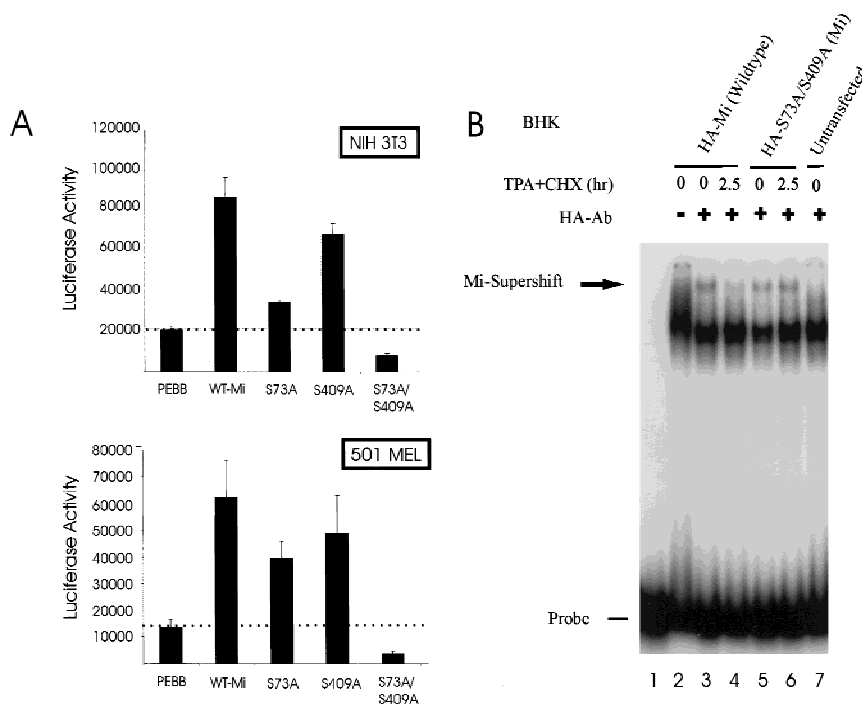 A
NIH 3T3
Luciferase Activity
120000
100000
80000
60000
40000
20000
PEBB
WT-Mi
S73A
S409A
S73A/
S409A
501 MEL
Luciferase Activity
80000
70000
60000
50000
40000
30000
20000
10000
PEBB
WT-Mi
S73A
S409A
S73A/
S409A
B
BHK
HA-Mi (Wildtype)
HA-S73A/S409A (Mi)
Untransfected
TPA+CHX (hr) 0 0 2.5 0 2.5 0
HA-Ab - + + + + +
Mi-Supershift
Probe
1 2 3 4 5 6 7